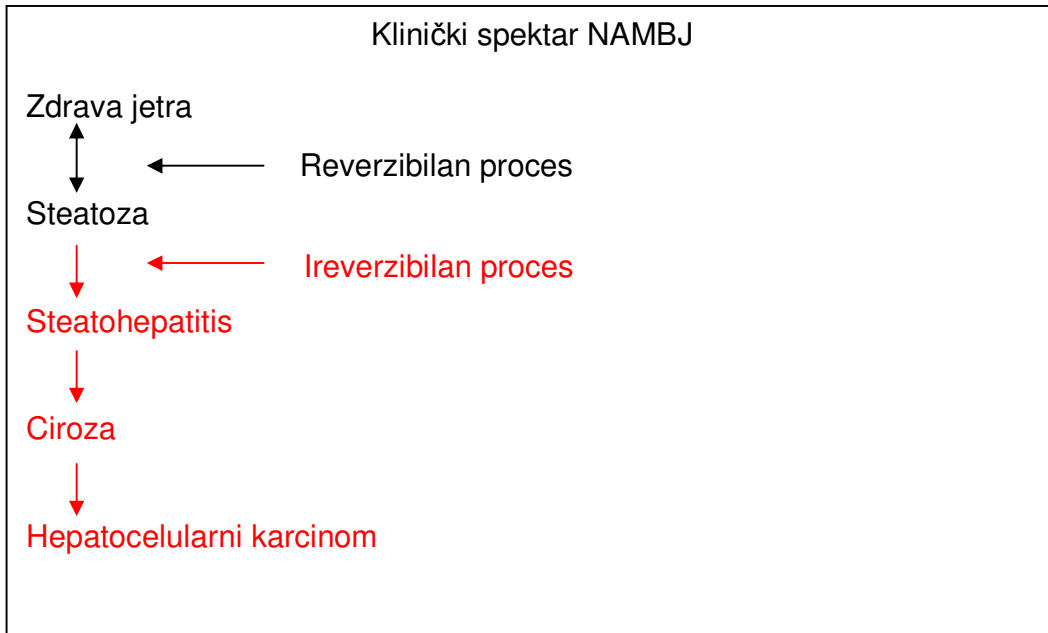 Klinički spektar NAMBJ
Zdrava jetra
Reverzibilan proces
Steatoza
Ireverzibilan proces
Steatohepatitis
Ciroza
Hepatocelularni karcinom